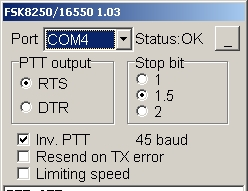 FSK8250/16550 1.03
Port COM4 Status:OK _
PTT output Stop bit
RTS 1
1.5
DTR 2
Inv. PTT 45 baud
Resend on TX error
Limiting speed